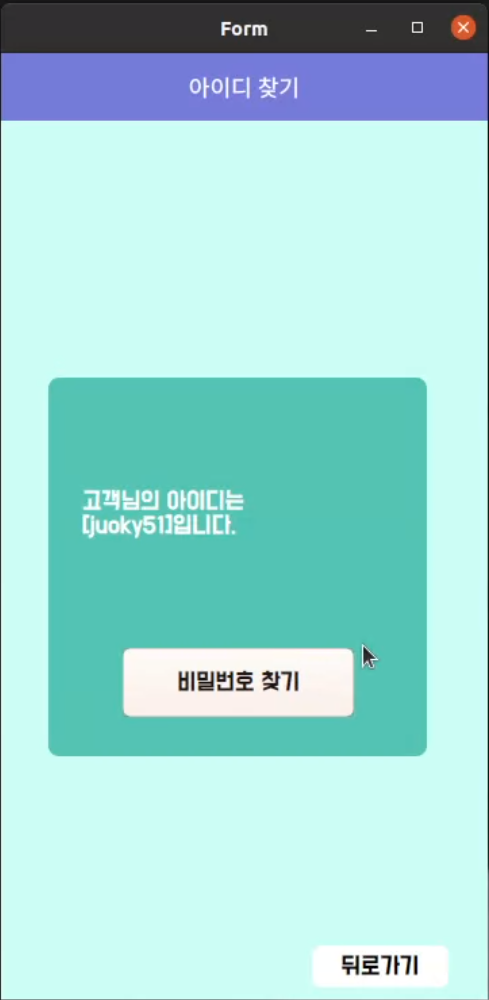 Form
아이디 찾기
고객님의 아이디는
[juoky51]입니다.
비밀번호 찾기
뒤로가기